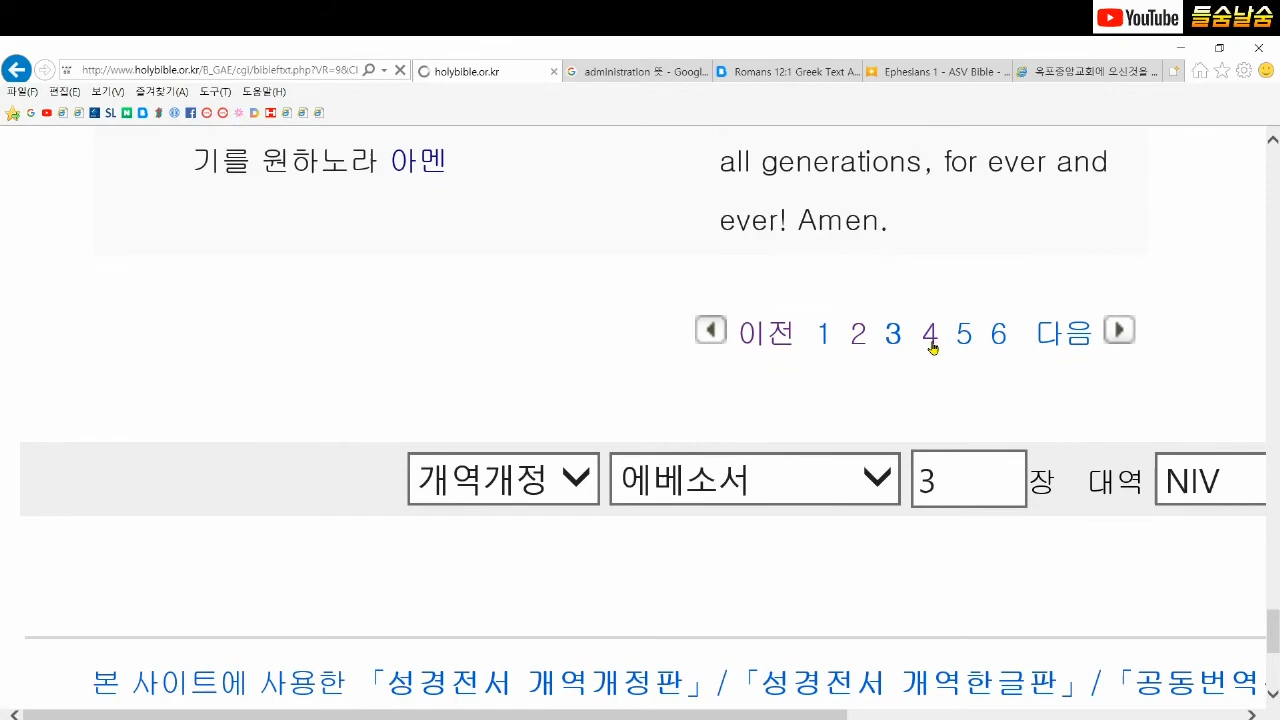 YouTube 들숨날숨
http://www.holybible.or.kr/B_GAE/cgi/bibleftxt.php?VR=9&CI
holybible.or.kr
administration 뜻 - Googl...
Romans 12:1 Greek Text A...
Ephesians 1 - ASV Bible - ...
옥포중앙교회에 오신것을 ...
파일(F) 편집(E) 보기(V) 즐겨찾기(A) 도구(T) 도움말(H)
SL
기를 원하노라 아멘
all generations, for ever and
ever! Amen.
이전 1 2 3 4 5 6 다음
개역개정 에베소서 3 장 대역 NIV
본 사이트에 사용한 「성경전서 개역개정판」/「성경전서 개역한글판」/「공동번역